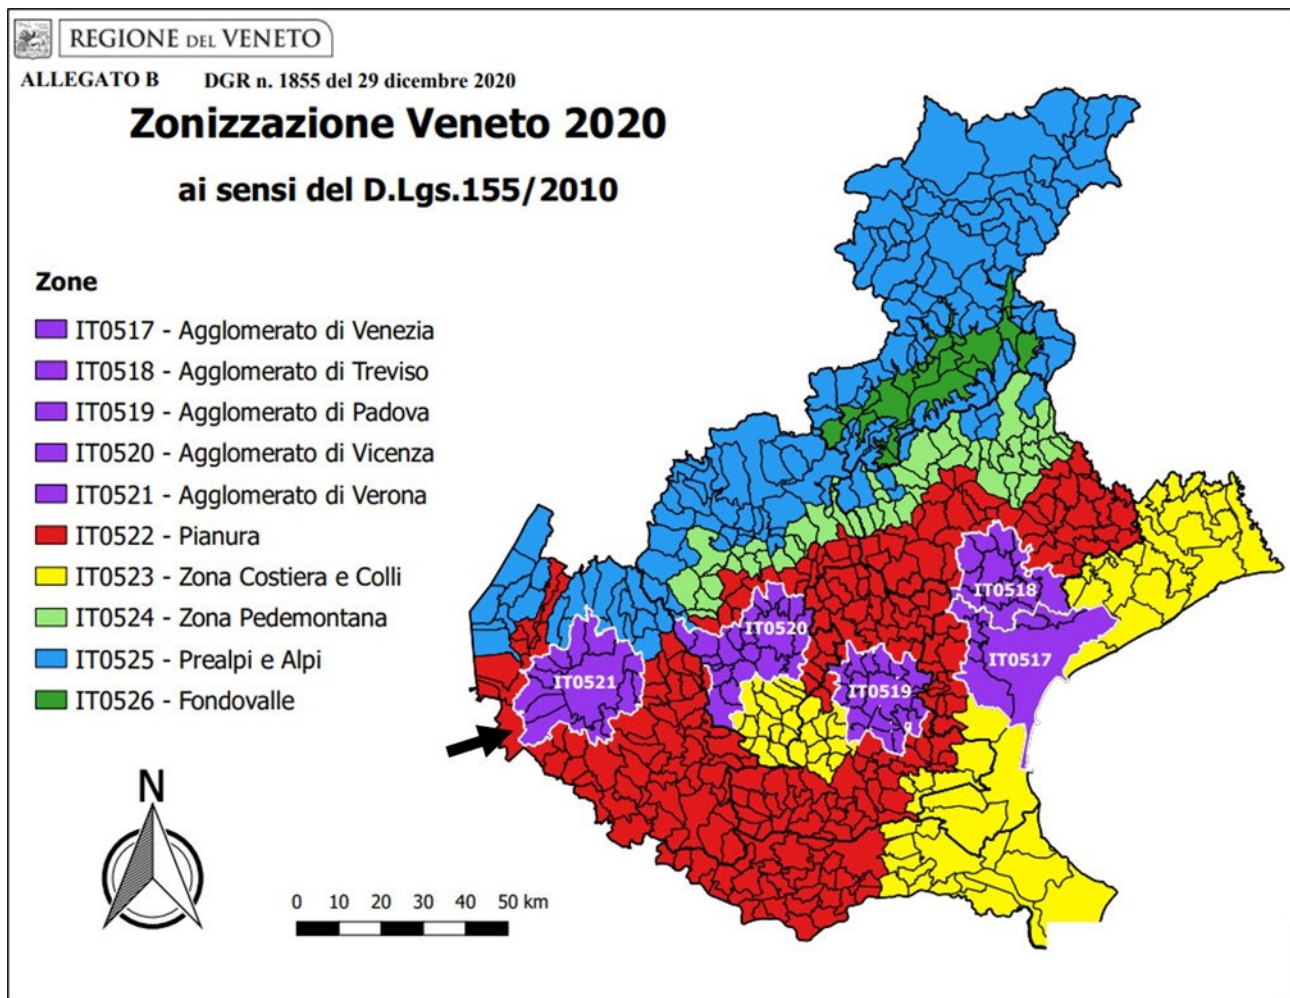 REGIONE DEL VENETO
ALLEGATO B DGR n. 1855 del 29 dicembre 2020
Zonizzazione Veneto 2020
ai sensi del D.Lgs.155/2010
Zone
IT0517 - Agglomerato di Venezia
IT0518 - Agglomerato di Treviso
IT0519 - Agglomerato di Padova
IT0520 - Agglomerato di Vicenza
IT0521 - Agglomerato di Verona
IT0522 - Pianura
IT0523 - Zona Costiera e Colli
IT0524 - Zona Pedemontana
IT0525 - Prealpi e Alpi
IT0526 - Fondovalle
IT0518
IT0520
IT0517
IT0521
IT0519
N
0 10 20 30 40 50 km